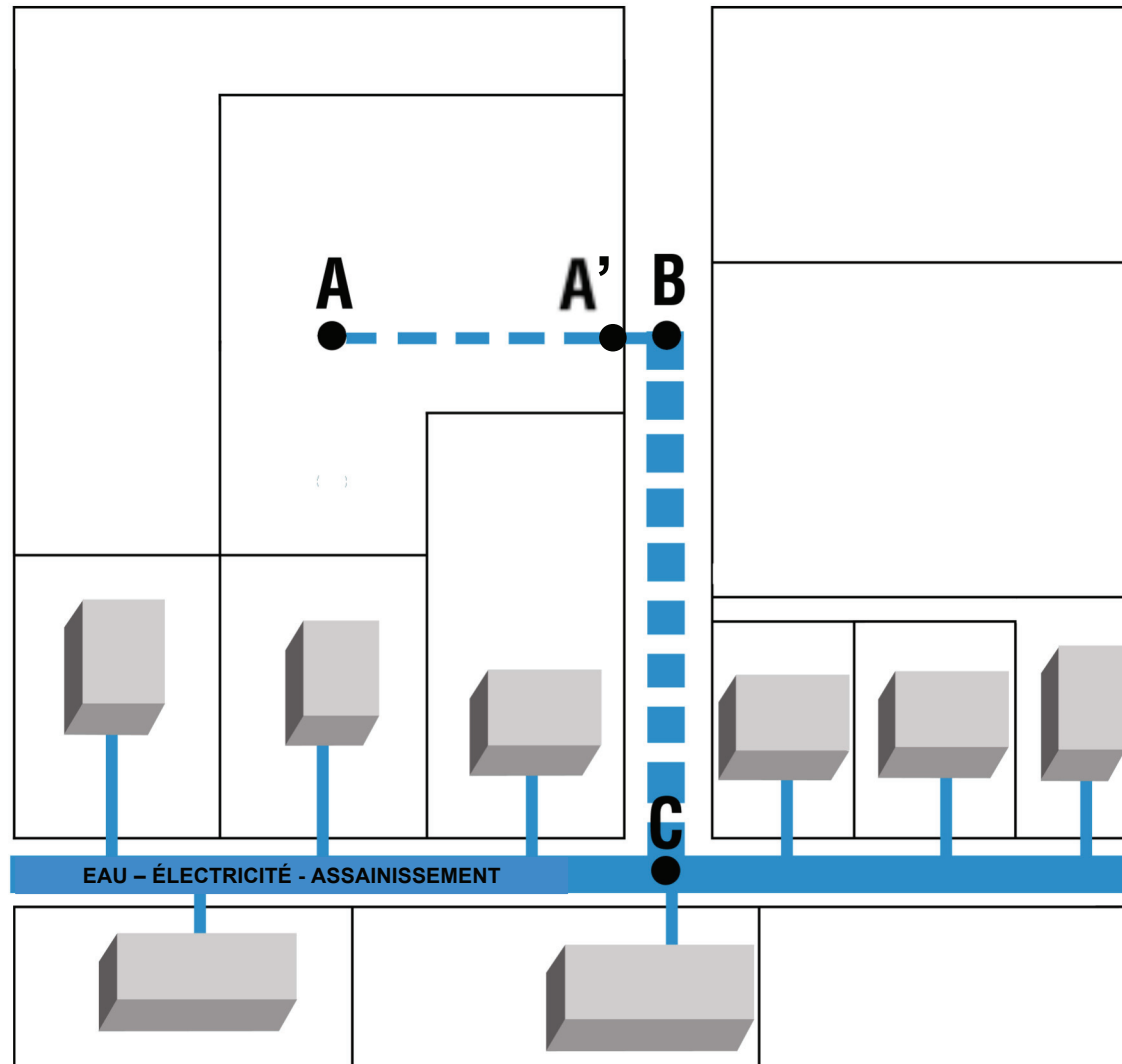 A A’ B
C
EAU – ÉLECTRICITÉ - ASSAINISSEMENT